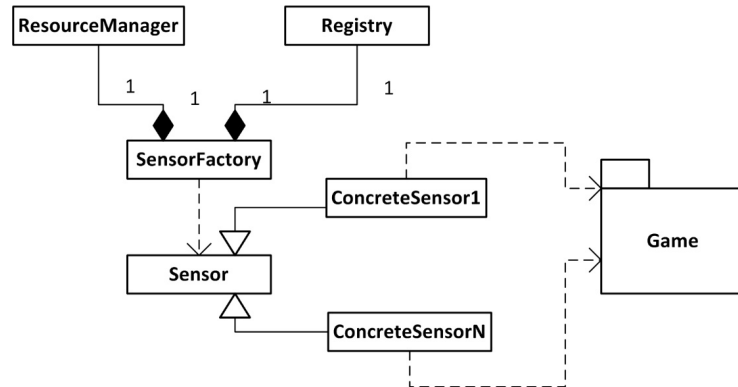 ResourceManager
Registry
1
1
1
1
SensorFactory
ConcreteSensor1
Game
Sensor
ConcreteSensorN